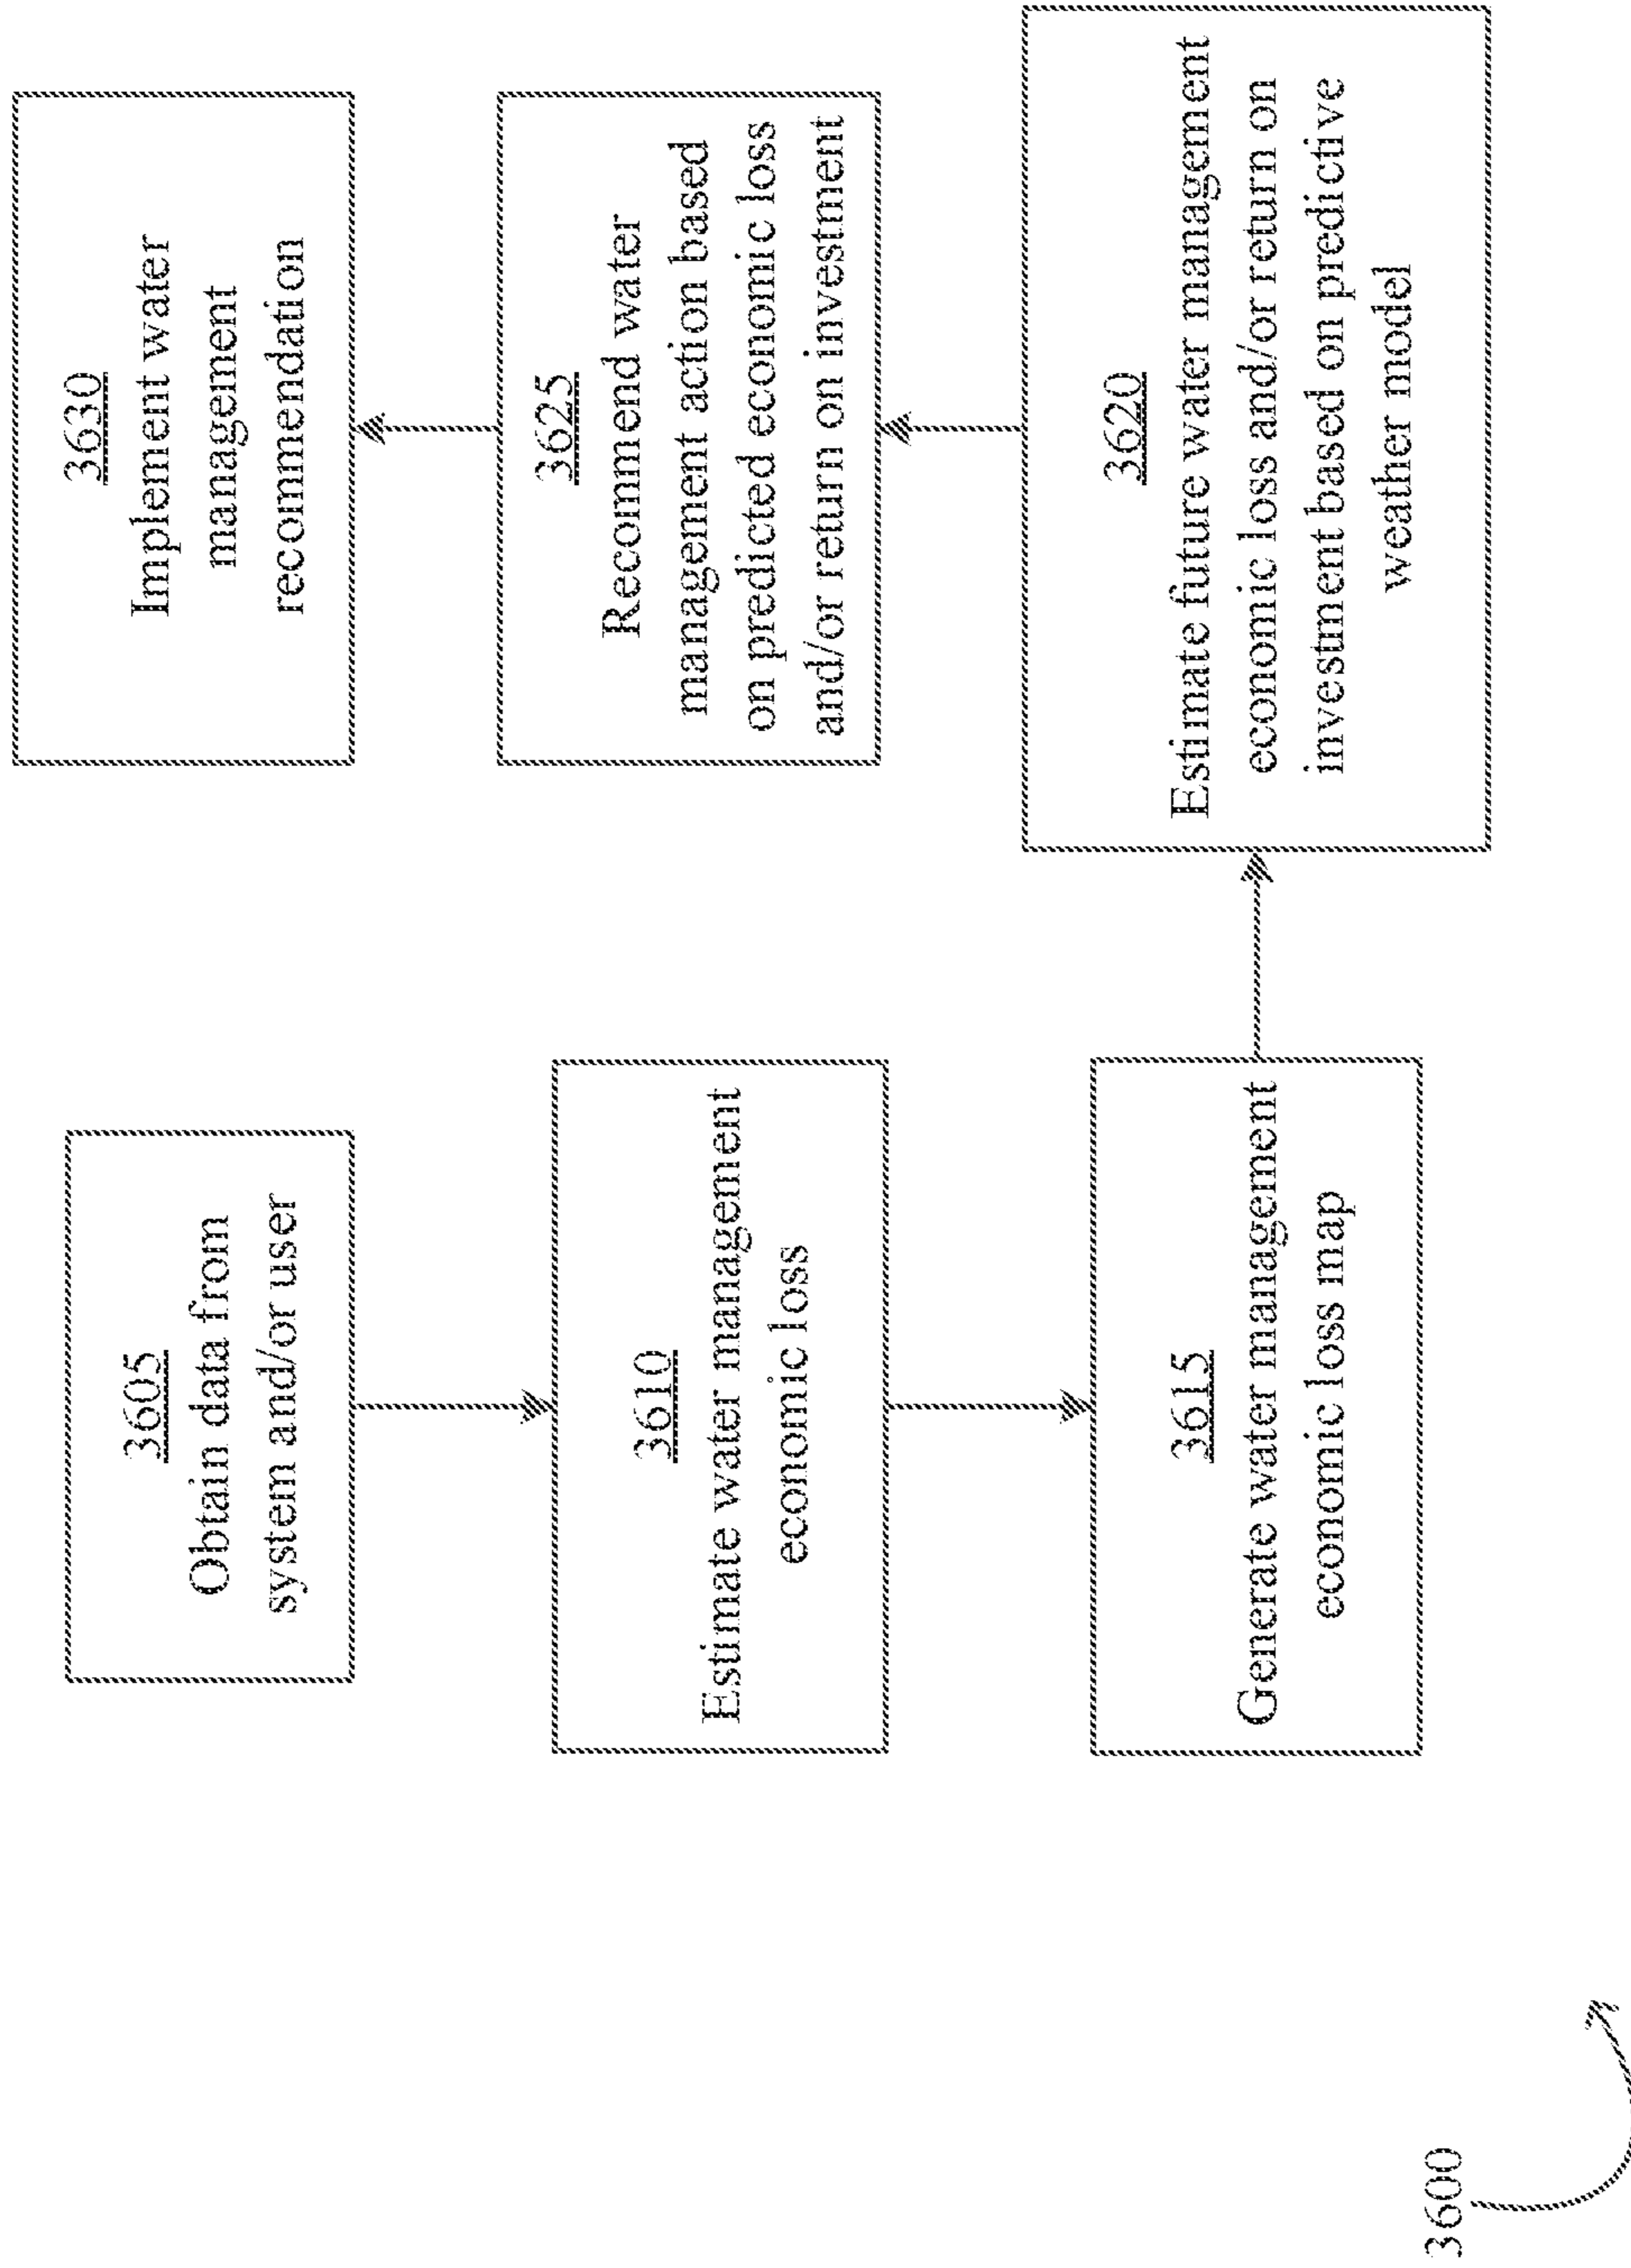 3605
Obtain data from
system and/or user
3610
Estimate water management
economic loss
3615
Generate water management
economic loss map
3620
Estimate future water management
economic loss and/or return on
investment based on predictive
weather model
3625
Recommend water
management action based
on predicted economic loss
and/or return on investment
3630
Implement water
management
recommendation
3600